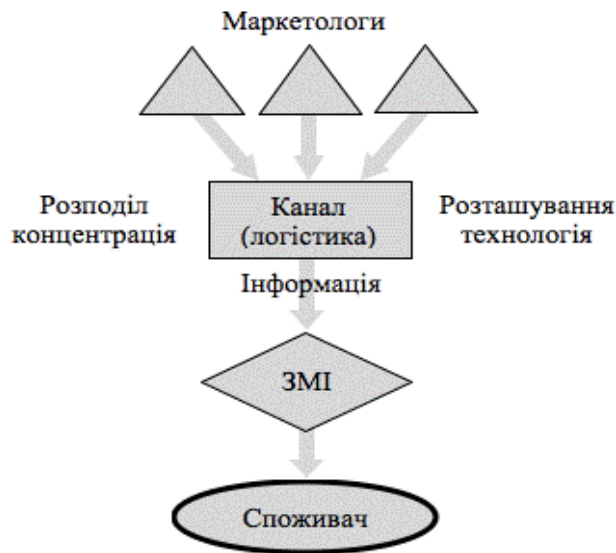 Маркетологи
Розподіл
концентрація
Канал
(логістика)
Розташування
технологія
Інформація
ЗМІ
Споживач